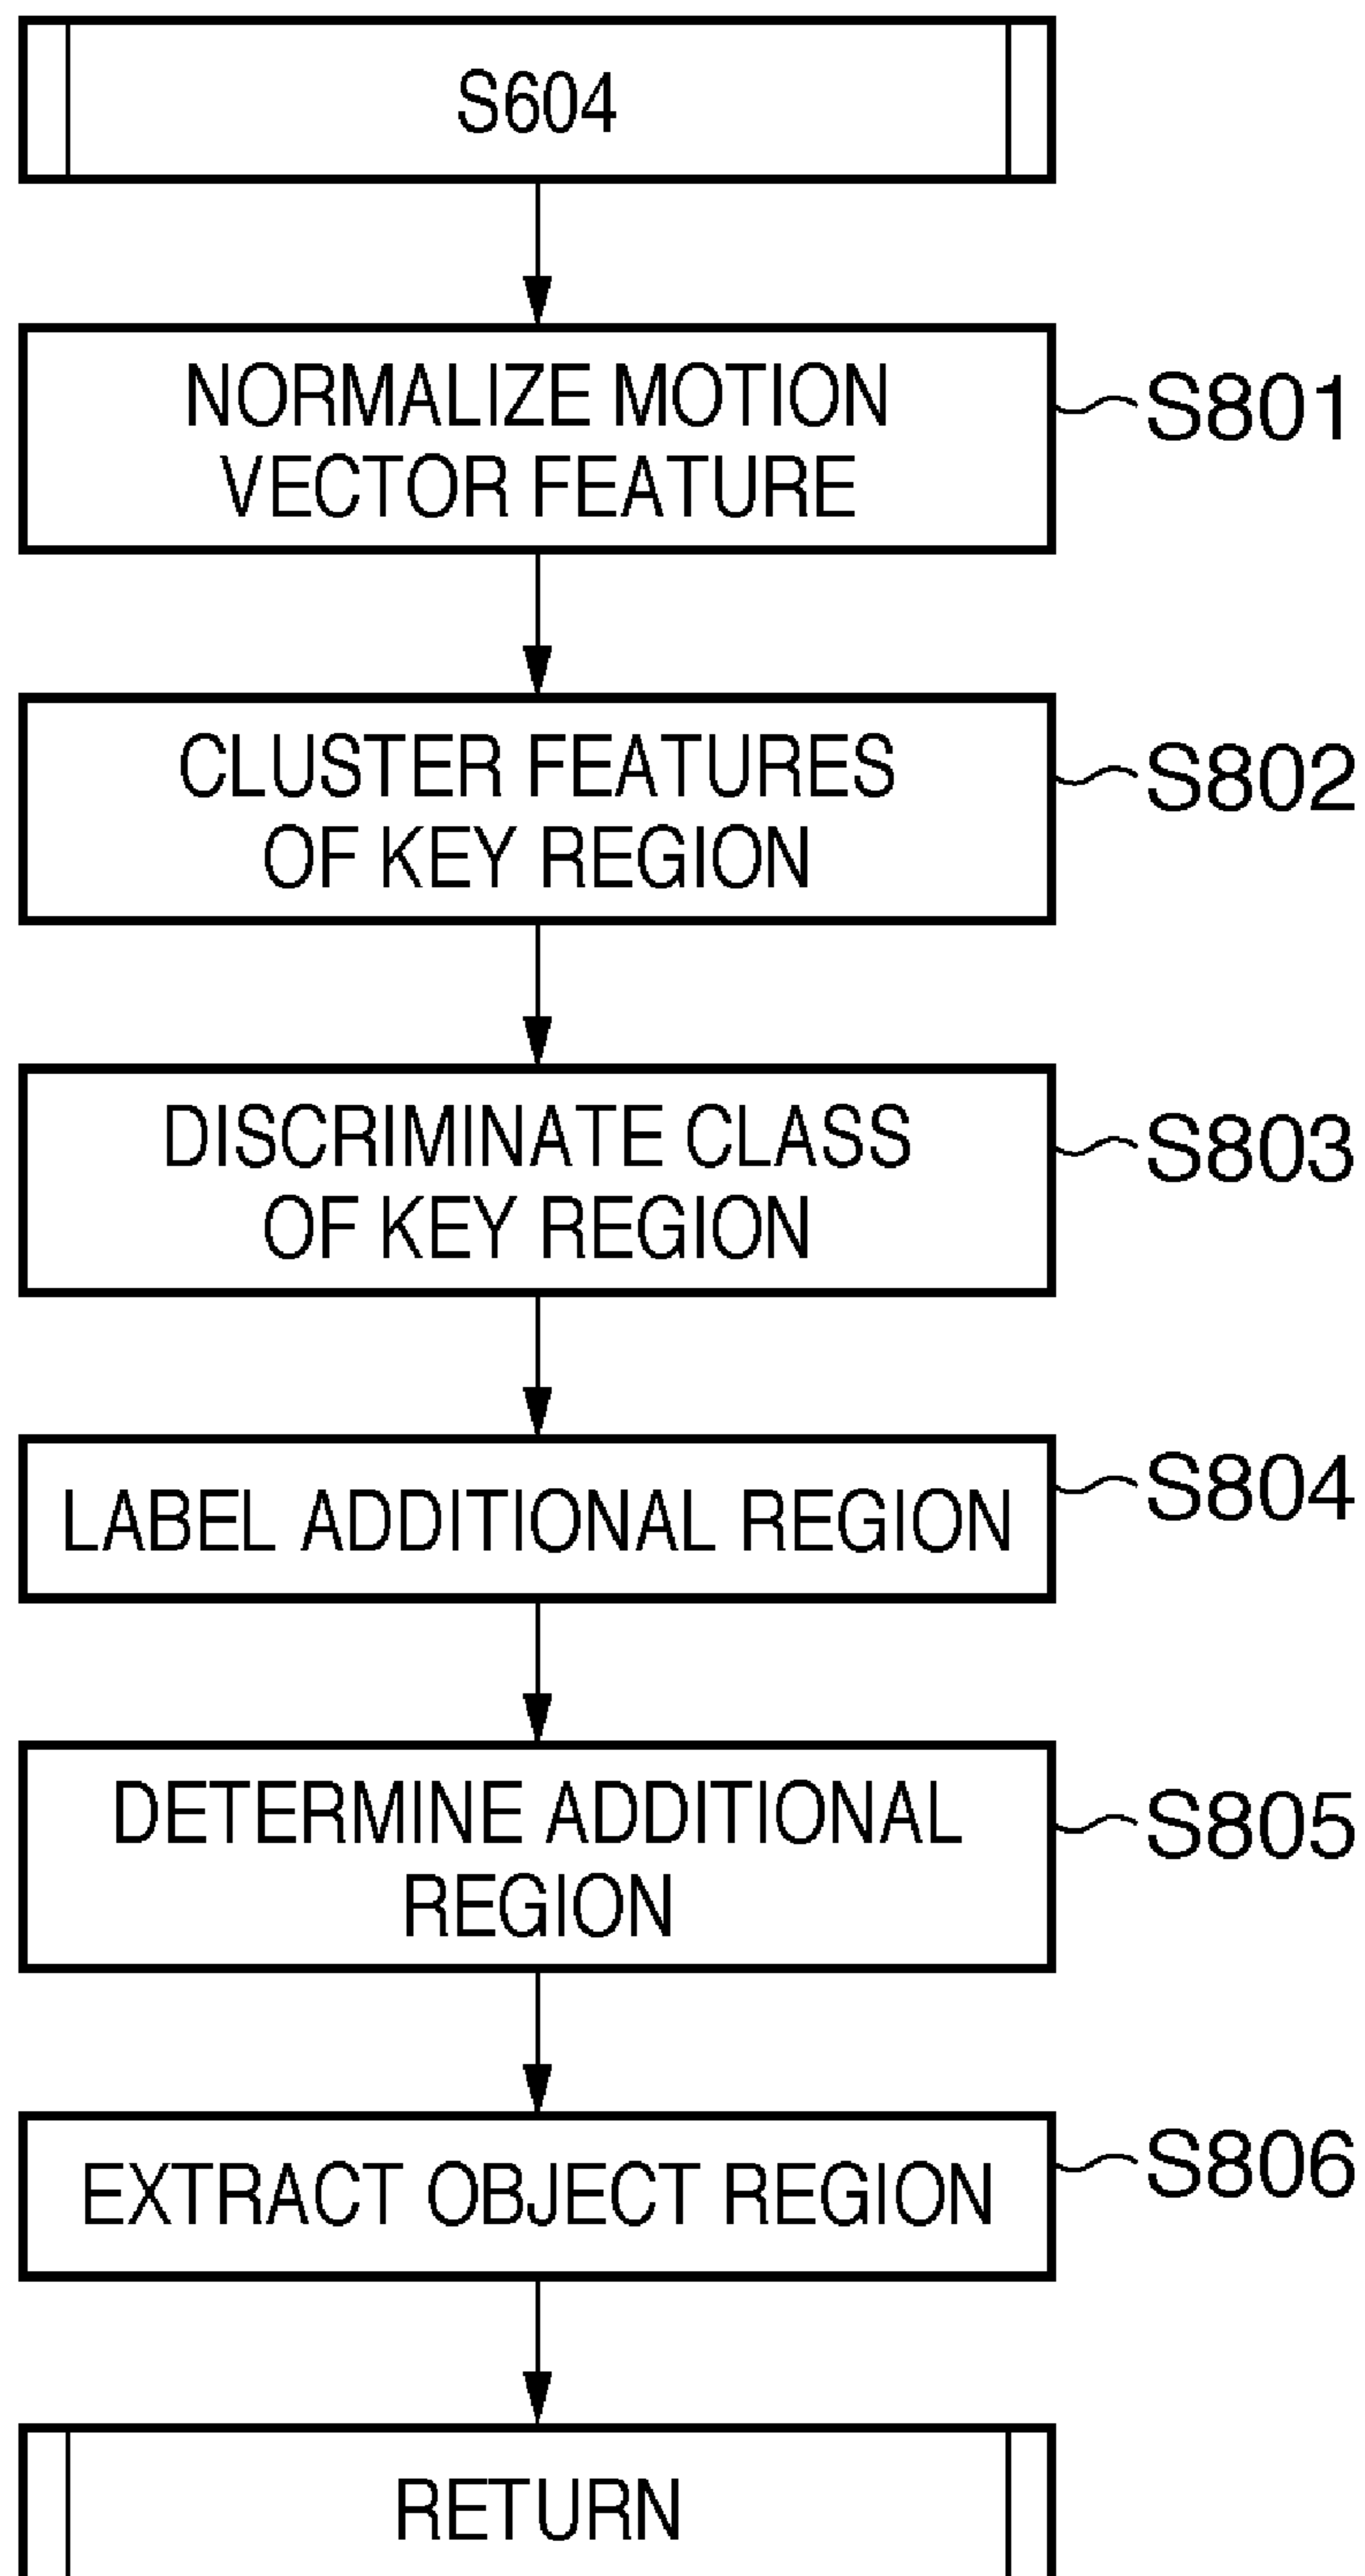 S604
NORMALIZE MOTION
VECTOR FEATURE
S801
CLUSTER FEATURES
OF KEY REGION
S802
DISCRIMINATE CLASS
OF KEY REGION
S803
LABEL ADDITIONAL REGION
S804
DETERMINE ADDITIONAL
REGION
S805
EXTRACT OBJECT REGION
S806
RETURN